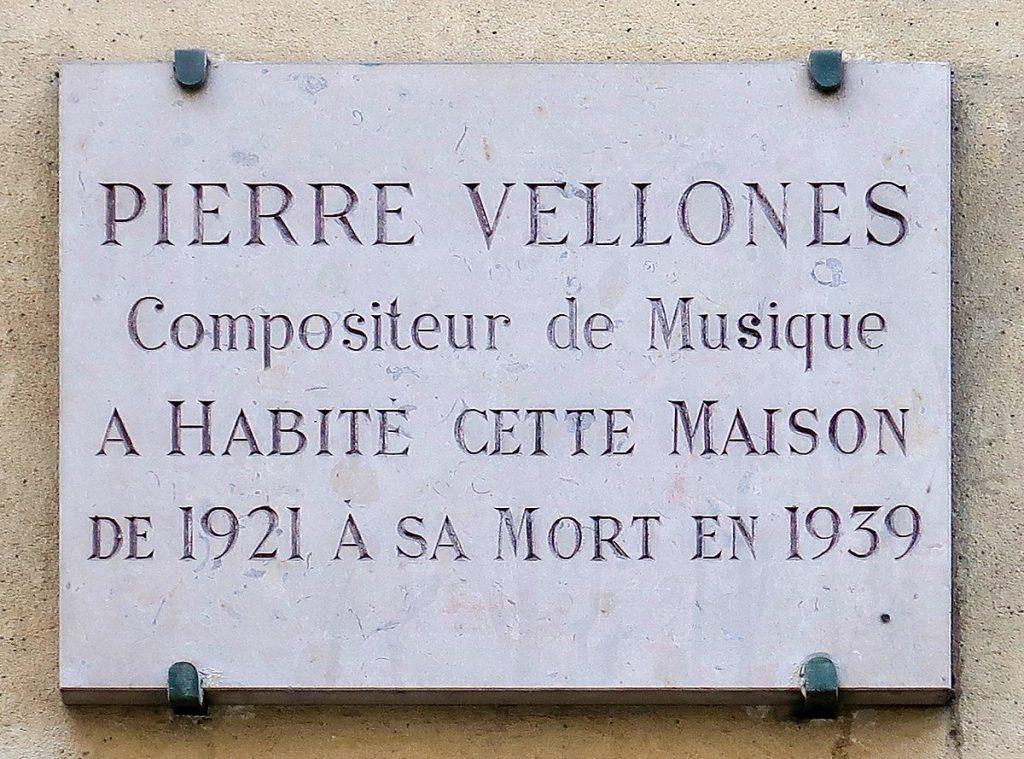 PIERRE VELLONES
Compositeur de Musique
A HABITÉ CETTE MAISON
DE 1921 À SA MORT EN 1939